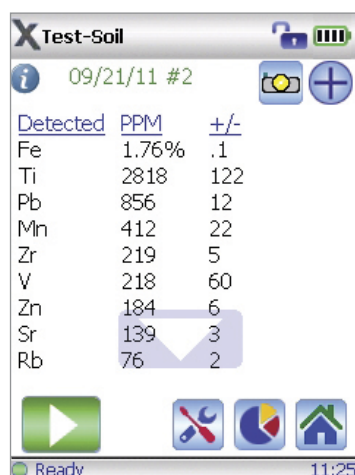 X Test-Soil
09/21/11 #2
Detected PPM +/-
Fe 1.76% .1
Ti 2818 122
Pb 856 12
Mn 412 22
Zr 219 5
V 218 60
Zn 184 6
Sr 139 3
Rb 76 2
Ready 11:25